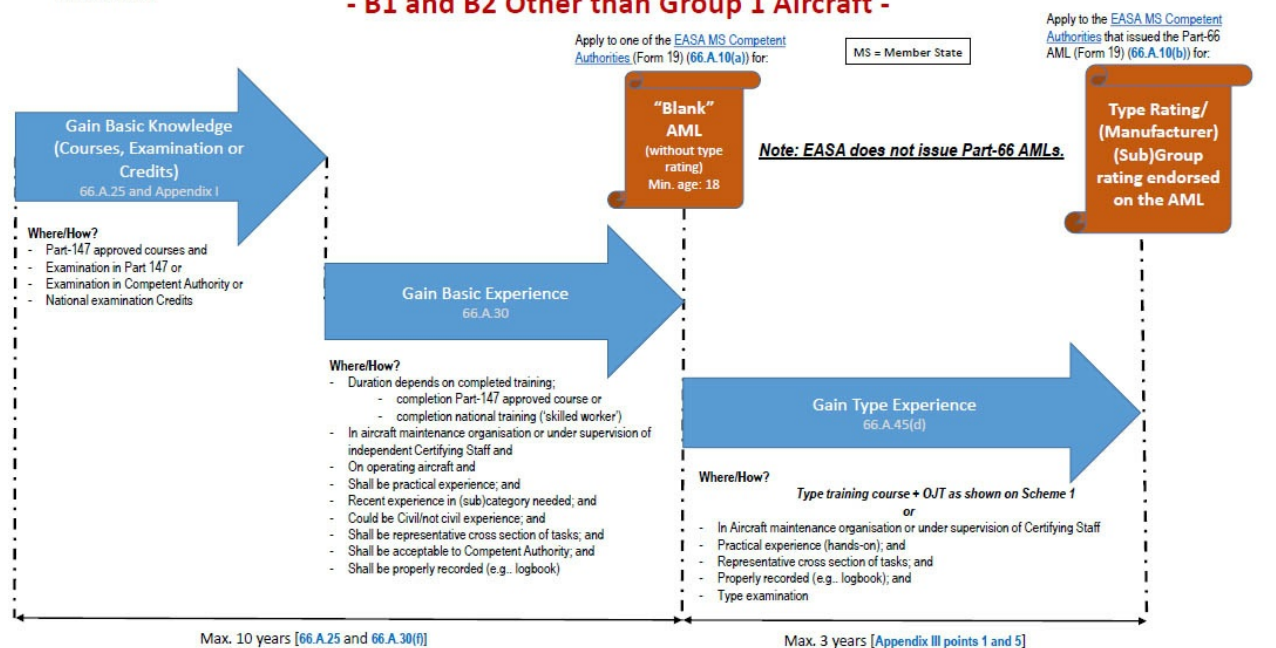 - B1 and B2 Other than Group 1 Aircraft -
Apply to one of the EASA MS Competent
Authorities (Form 19) (66.A.10(a)) for:
MS = Member State
Apply to the EASA MS Competent
Authorities that issued the Part-66
AML (Form 19) (66.A.10(b)) for:
Gain Basic Knowledge
(Courses, Examination or
Credits)
66.A.25 and Appendix I
"Blank"
AML
(without type
rating)
Min. age: 18
Note: EASA does not issue Part-66 AMLs.
Type Rating/
(Manufacturer)
(Sub)Group
rating endorsed
on the AML
Where/How?
- Part-147 approved courses and
- Examination in Part 147 or
- Examination in Competent Authority or
- National examination Credits
Gain Basic Experience
66.A.30
Where/How?
- Duration depends on completed training;
- completion Part-147 approved course or
- completion national training ('skilled worker')
- In aircraft maintenance organisation or under supervision of
independent Certifying Staff and
- On operating aircraft and
- Shall be practical experience; and
- Recent experience in (sub)category needed; and
- Could be Civil/not civil experience; and
- Shall be representative cross section of tasks; and
- Shall be acceptable to Competent Authority; and
- Shall be properly recorded (e.g.. logbook)
Gain Type Experience
66.A.45(d)
Where/How?
Type training course + OJT as shown on Scheme 1
or
- In Aircraft maintenance organisation or under supervision of Certifying Staff
- Practical experience (hands-on); and
- Representative cross section of tasks; and
- Properly recorded (e.g.. logbook); and
- Type examination
Max. 10 years [66.A.25 and 66.A.30(f)]
Max. 3 years [Appendix III points 1 and 5]